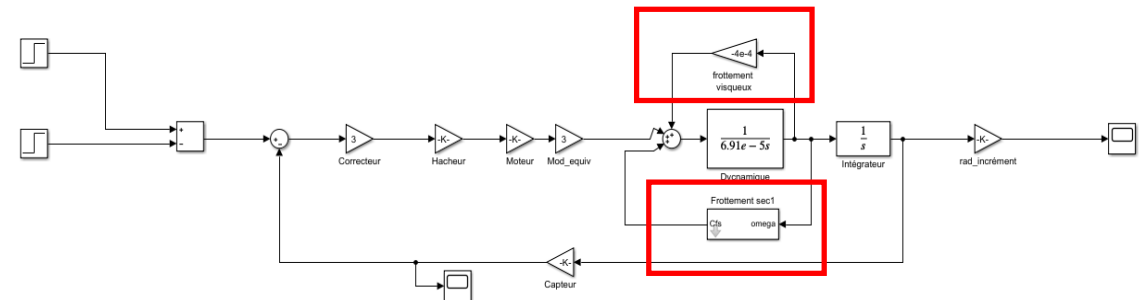 -4e-4
frottement
visqueux
+
-
+
-
3
Correcteur
-K-
Hacheur
-K-
Moteur
3
Mod_equiv
+
+
+
1
6.91e − 5s
Dycnamique
1
s
Intégrateur
-K-
rad_incrément
Frottement sec1
Cfs
omega
-K-
Capteur